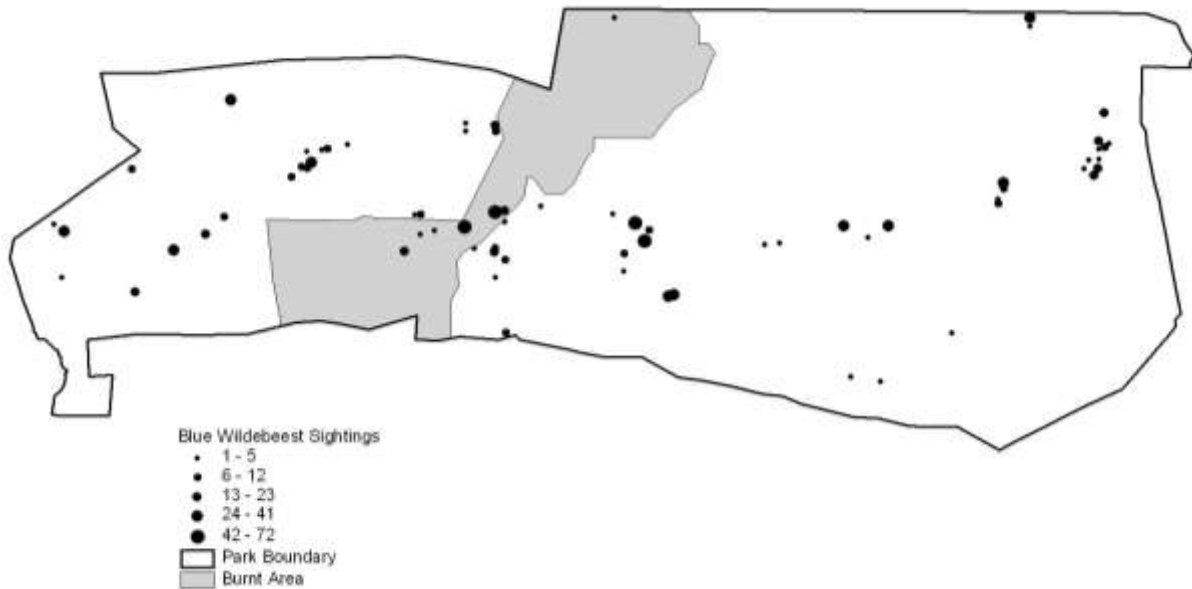 Blue Wildebeest Sightings
1 - 5
6 - 12
13 - 23
24 - 41
42 - 72
Park Boundary
Burnt Area